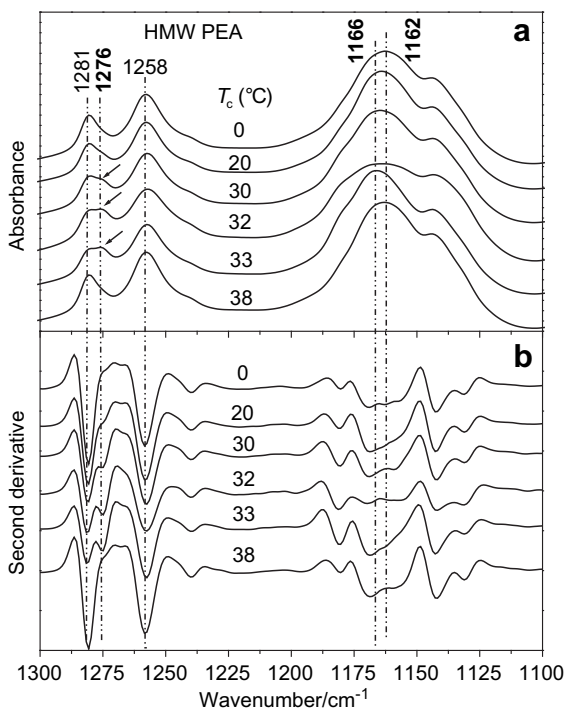 HMW PEA
a
1281
1276
1258
1166
1162
Tc (°C)
0
20
30
32
33
38
Absorbance
b
0
20
30
32
33
38
Second derivative
1300 1275 1250 1225 1200 1175 1150 1125 1100
Wavenumber/cm-1